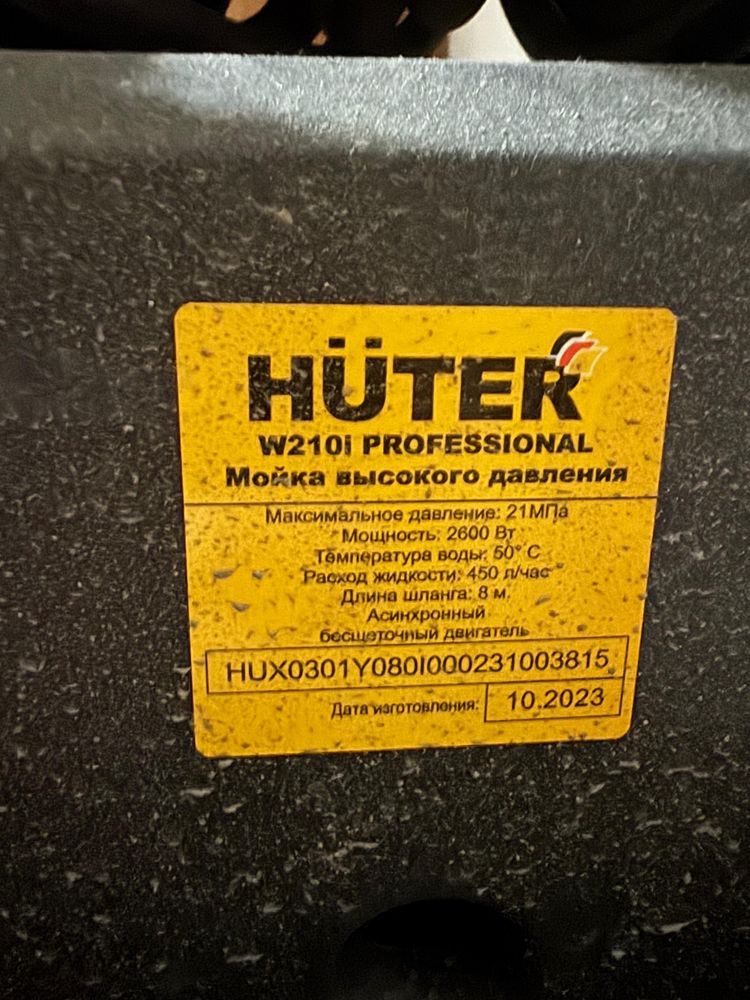 HÜTER
W210i PROFESSIONAL
Мойка высокого давления
Максимальное давление: 21МПа
Мощность: 2600 Вт
Температура воды: 50° C
Расход жидкости: 450 л/час
Длина шланга: 8 м.
Асинхронный
бесщеточный двигатель
HUX0301Y080I000231003815
Дата изготовления: 10.2023